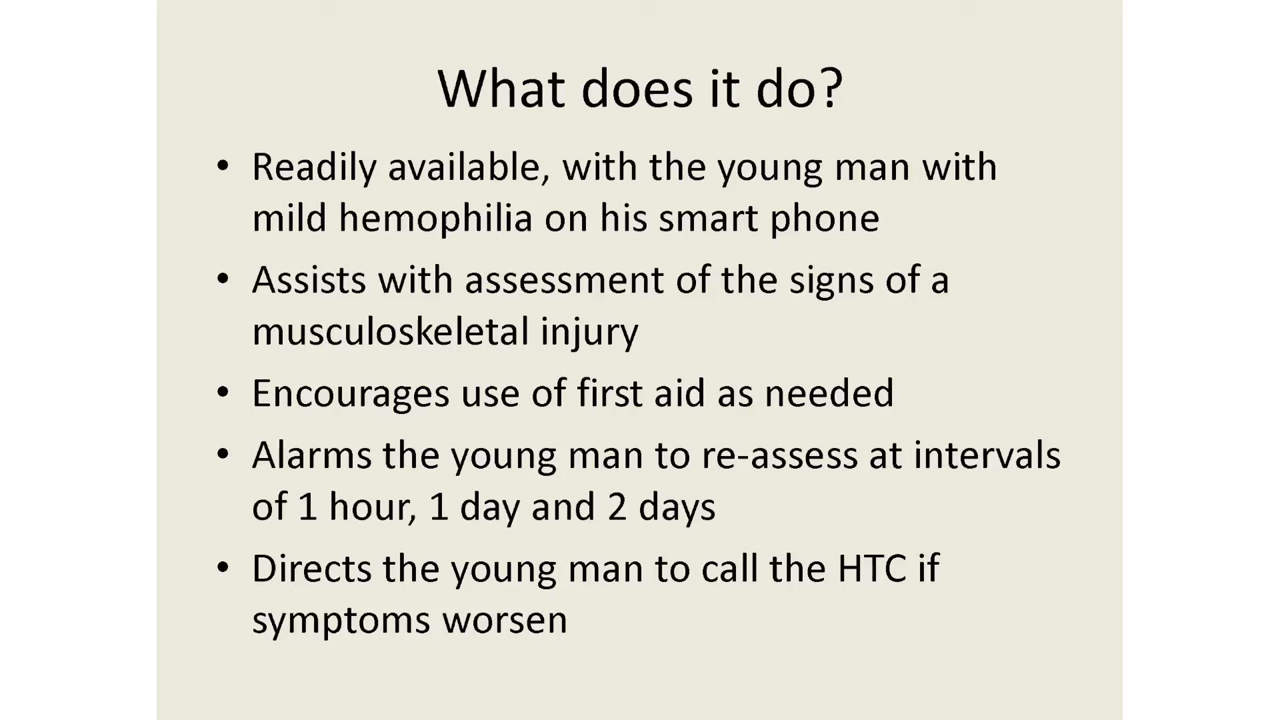 What does it do?
• Readily available, with the young man with
mild hemophilia on his smart phone
• Assists with assessment of the signs of a
musculoskeletal injury
• Encourages use of first aid as needed
• Alarms the young man to re-assess at intervals
of 1 hour, 1 day and 2 days
• Directs the young man to call the HTC if
symptoms worsen